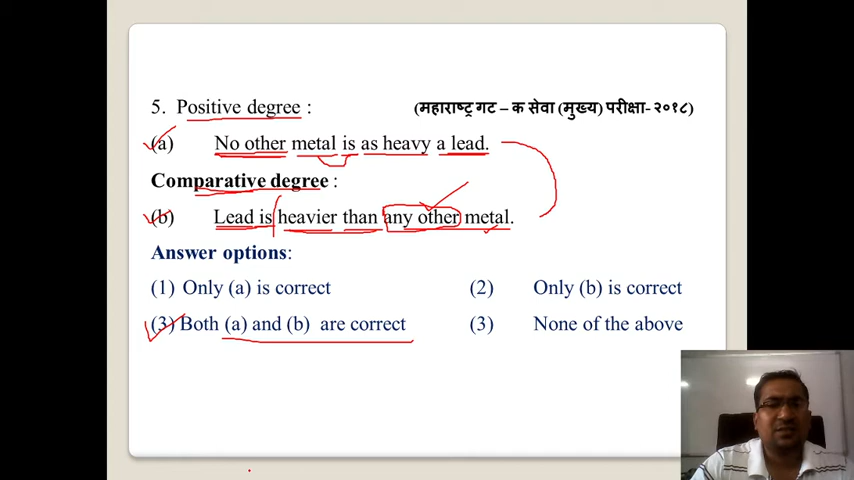 5. Positive degree : (महाराष्ट्र गट – क सेवा (मुख्य) परीक्षा- २०१८)
(a) No other metal is as heavy a lead.
Comparative degree :
(b) Lead is heavier than any other metal.
Answer options:
(1) Only (a) is correct (2) Only (b) is correct
(3) Both (a) and (b) are correct (3) None of the above